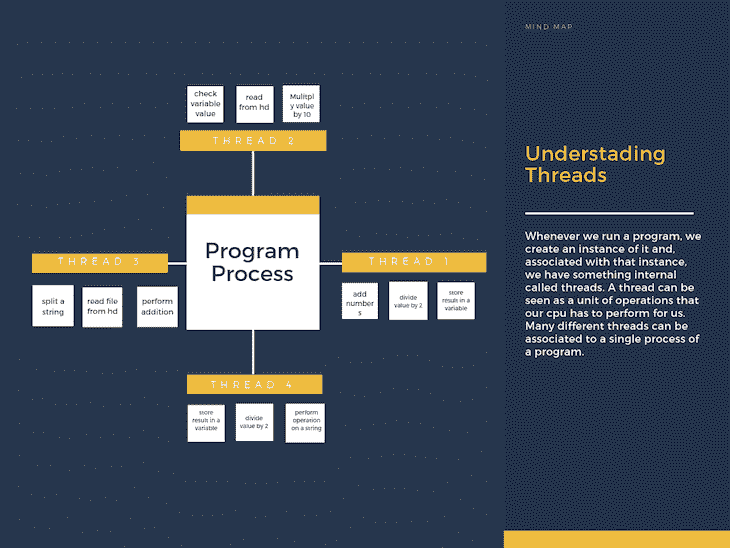 MIND MAP
Understading
Threads
Whenever we run a program, we
create an instance of it and,
associated with that instance,
we have something internal
called threads. A thread can be
seen as a unit of operations that
our cpu has to perform for us.
Many different threads can be
associated to a single process of
a program.
check
variable
value
read
from hd
Mulitpl
y value
by 10
THREAD 2
Program
Process
THREAD 3
split a
string
read file
from hd
perform
addition
THREAD 1
add
number
s
divide
value by 2
store
result in a
variable
THREAD 4
store
result in a
variable
divide
value by 2
perform
operation
on a string